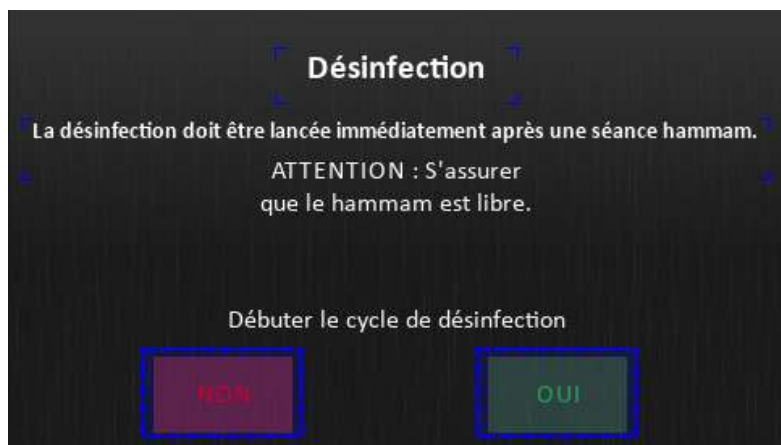 Désinfection
La désinfection doit être lancée immédiatement après une séance hammam.
ATTENTION : S'assurer
que le hammam est libre.
Débuter le cycle de désinfection
NON
OUI